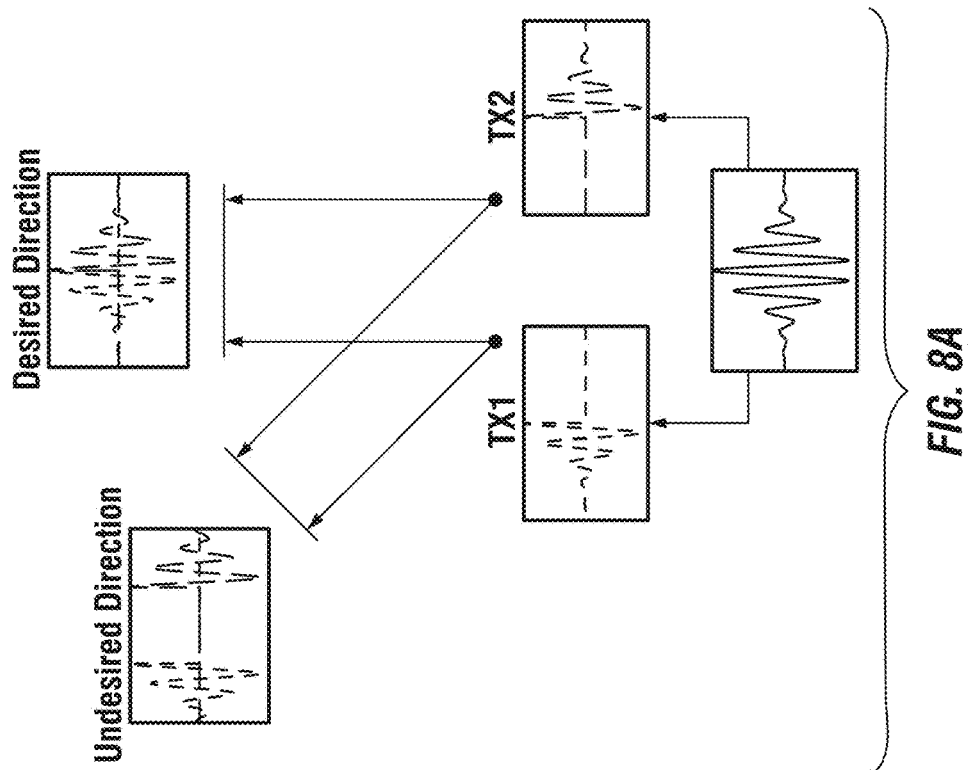 Desired Direction
Undesired Direction
TX1
TX2
FIG. 8A